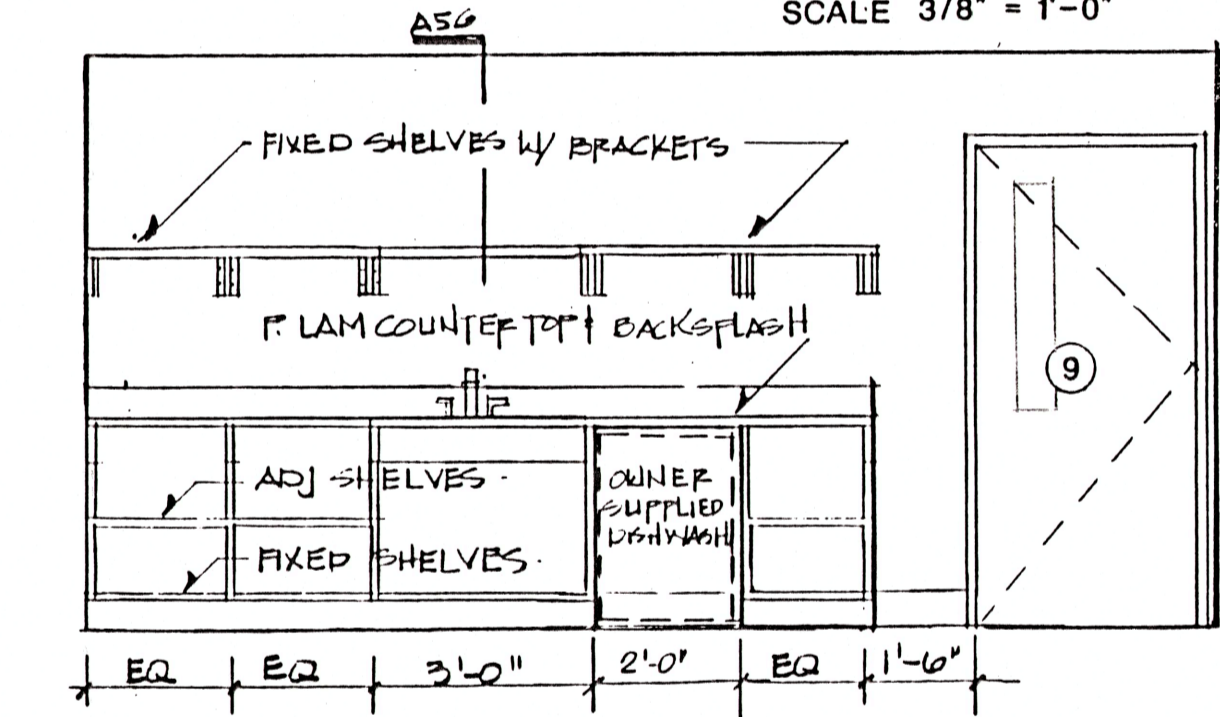 SCALE 3/8" = 1'-0"
A56
FIXED SHELVES W/ BRACKETS
P. LAM COUNTERTOP & BACKSPLASH
9
ADJ SHELVES
OWNER
SUPPLIED
DISHWASH
FIXED SHELVES
EQ EQ 3'-0" 2'-0" EQ 1'-6"